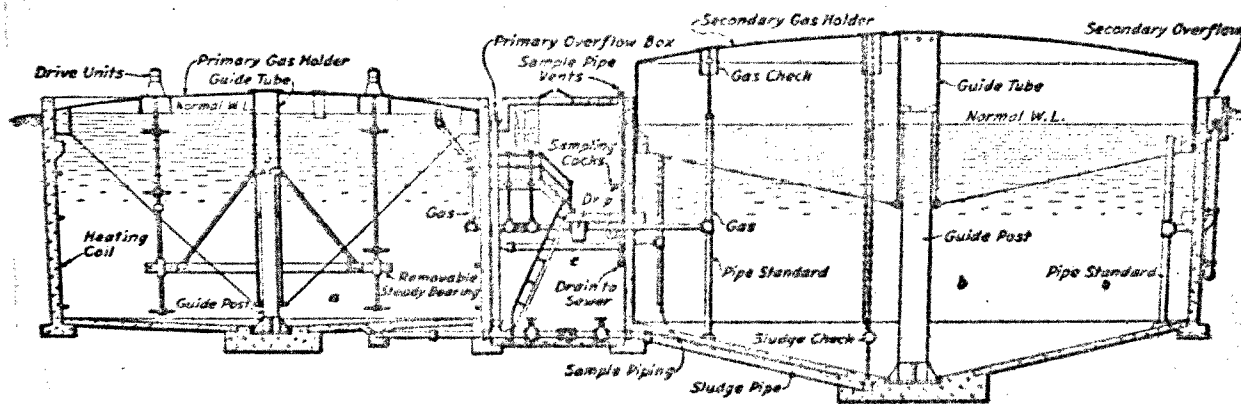 Secondary Gas Holder
Secondary Overflow
Primary Overflow Box
Sample Pipe
Vents
Drive Units
Primary Gas Holder
Guide Tube
Gas Check
Guide Tube
Normal W.L.
Normal W.L.
Sampling
Cocks
Drip
Gas
Gas
Heating
Coil
Guide Post
Removable
Steady Bearing
c
Pipe Standard
Pipe Standard
a
b
Guide Post
Drain to
Sewer
Sludge Check
Sample Piping
Sludge Pipe